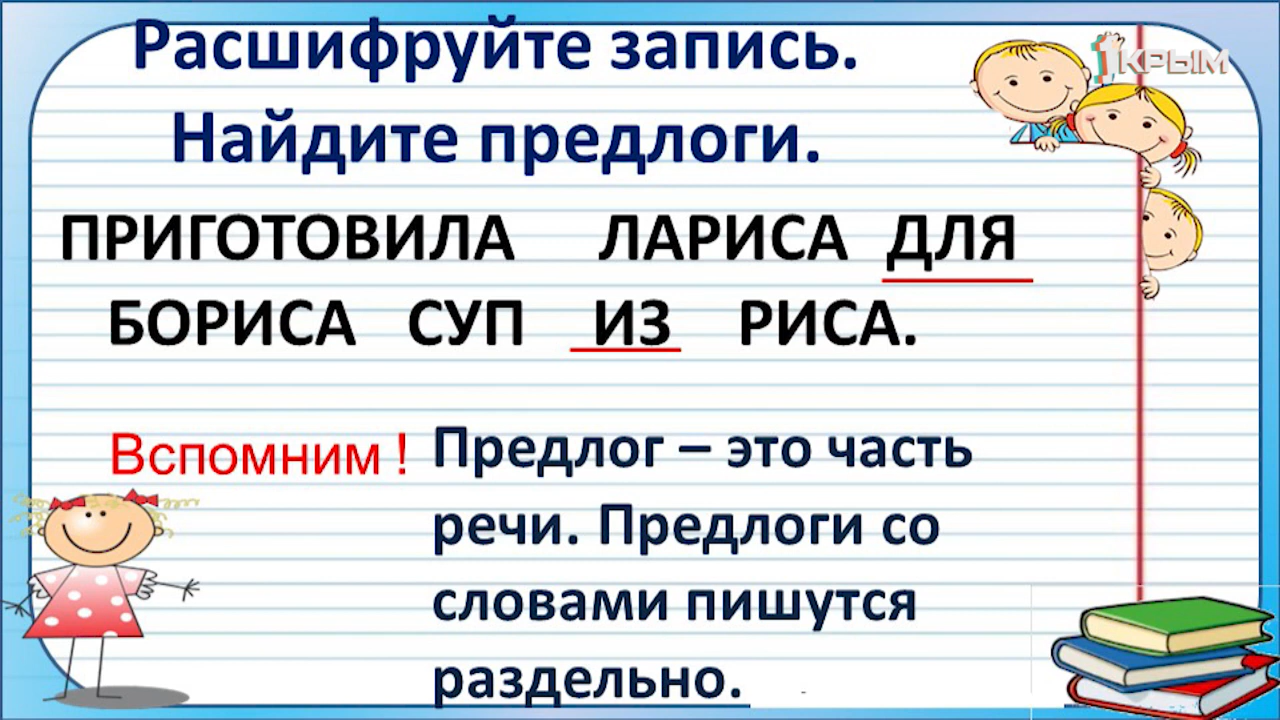 Расшифруйте запись.
Найдите предлоги.
1КРЫМ
ПРИГОТОВИЛА ЛАРИСА ДЛЯ
БОРИСА СУП ИЗ РИСА.
Вспомним !
Предлог – это часть
речи. Предлоги со
словами пишутся
раздельно.